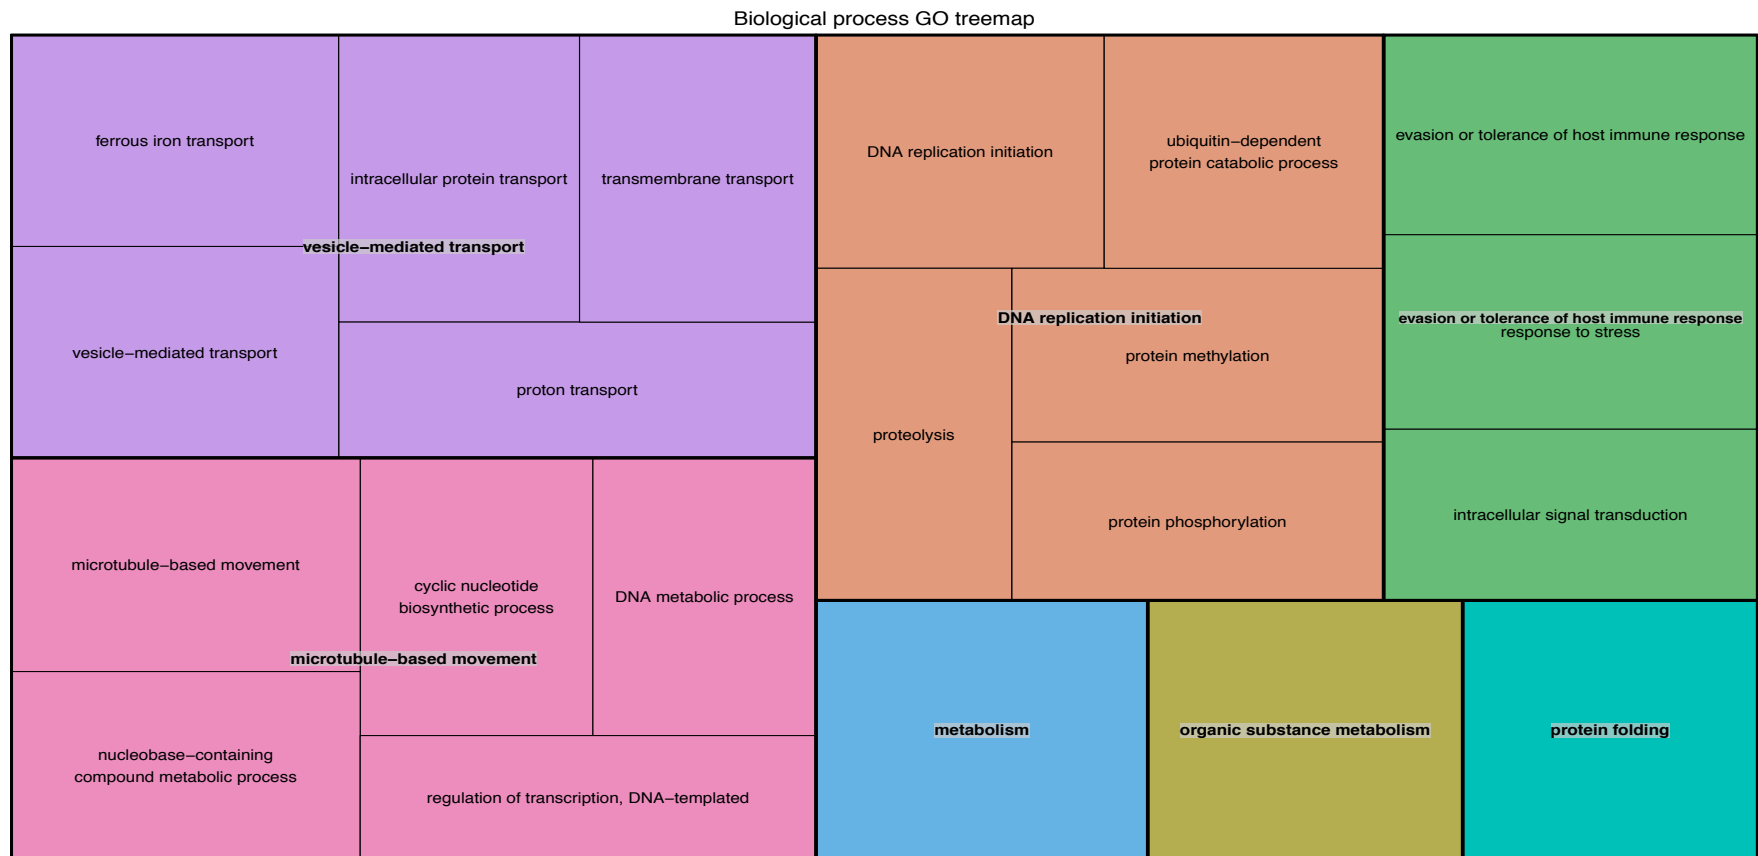 Biological process GO treemap
ferrous iron transport
intracellular protein transport
transmembrane transport
vesicle−mediated transport
vesicle−mediated transport
proton transport
DNA replication initiation
ubiquitin−dependent
protein catabolic process
DNA replication initiation
protein methylation
proteolysis
protein phosphorylation
evasion or tolerance of host immune response
evasion or tolerance of host immune response
response to stress
intracellular signal transduction
microtubule−based movement
cyclic nucleotide
biosynthetic process
DNA metabolic process
microtubule−based movement
nucleobase−containing
compound metabolic process
regulation of transcription, DNA−templated
metabolism
organic substance metabolism
protein folding